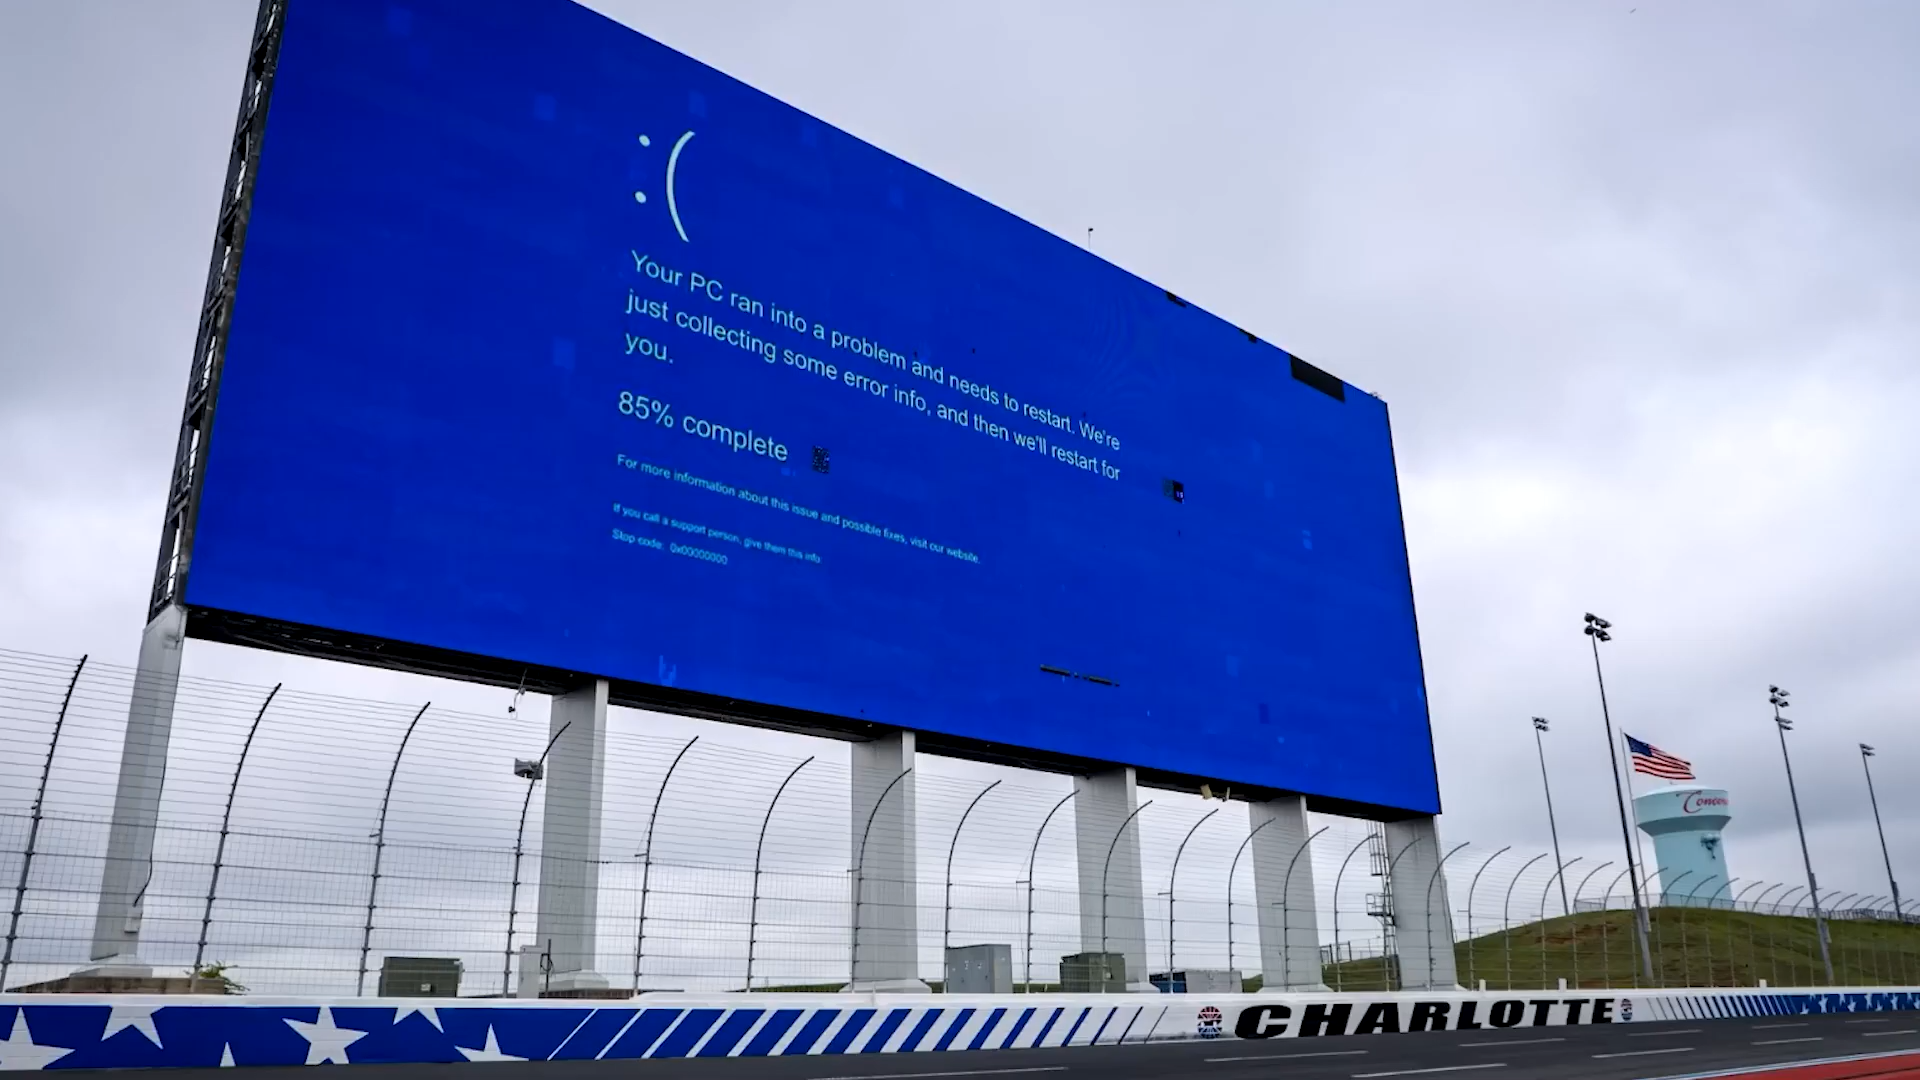 :(
Your PC ran into a problem and needs to restart. We're
just collecting some error info, and then we'll restart for
you.
85% complete
For more information about this issue and possible fixes, visit our website.
If you call a support person, give them this info
Stop code: 0x00000000
CHARLOTTE